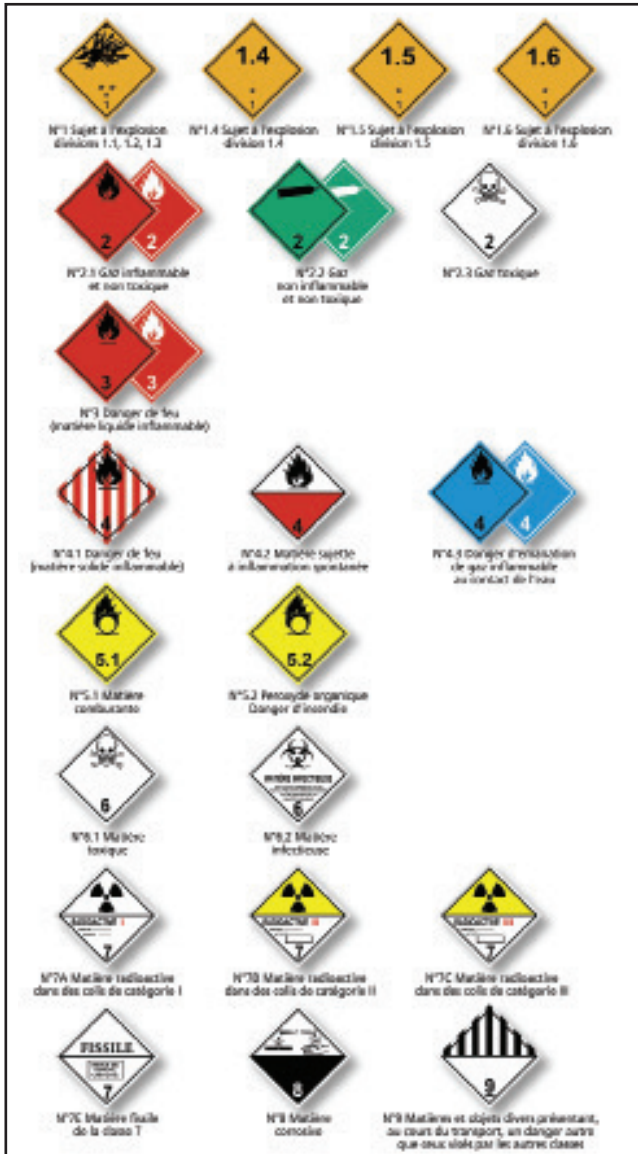 1
1.4
1
1.5
1
1.6
1
N°1 Sujet à l'explosion
divisions 1.1, 1.2, 1.3
N°1.4 Sujet à l'explosion
division 1.4
N°1.5 Sujet à l'explosion
division 1.5
N°1.6 Sujet à l'explosion
division 1.6
2
2
2
2
2
N°2.1 Gaz inflammable
et non toxique
N°2.2 Gaz
non inflammable
et non toxique
N°2.3 Gaz toxique
3
3
N°3 Danger de feu
(matière liquide inflammable)
4
4
4
4
N°4.1 Danger de feu
(matière solide inflammable)
N°4.2 Matière sujette
à inflammation spontanée
N°4.3 Danger d'émanation
de gaz inflammable
au contact de l'eau
5.1
5.2
N°5.1 Matière
comburante
N°5.2 Peroxyde organique
Danger d'incendie
6
MATIÈRE INFECTIEUSE
6
N°6.1 Matière
toxique
N°6.2 Matière
infectieuse
RADIOACTIVE I
7
RADIOACTIVE II
7
RADIOACTIVE III
7
N°7A Matière radioactive
dans des colis de catégorie I
N°7B Matière radioactive
dans des colis de catégorie II
N°7C Matière radioactive
dans des colis de catégorie III
FISSILE
7
8
9
N°7E Matière fissile
de la classe 7
N°8 Matière
corrosive
N°9 Matières et objets divers présentant,
au cours du transport, un danger autre
que ceux visés par les autres classes